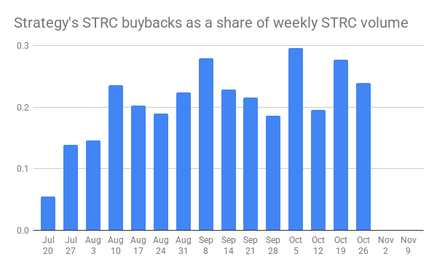 Strategy's STRC buybacks as a share of weekly STRC volume
0.3
0.2
0.1
0.0
Jul Jul Aug Aug Aug Aug Aug Sep Sep Sep Sep Oct Oct Oct Oct Nov Nov
20 27 3 10 17 24 31 8 14 21 28 5 12 19 26 2 9